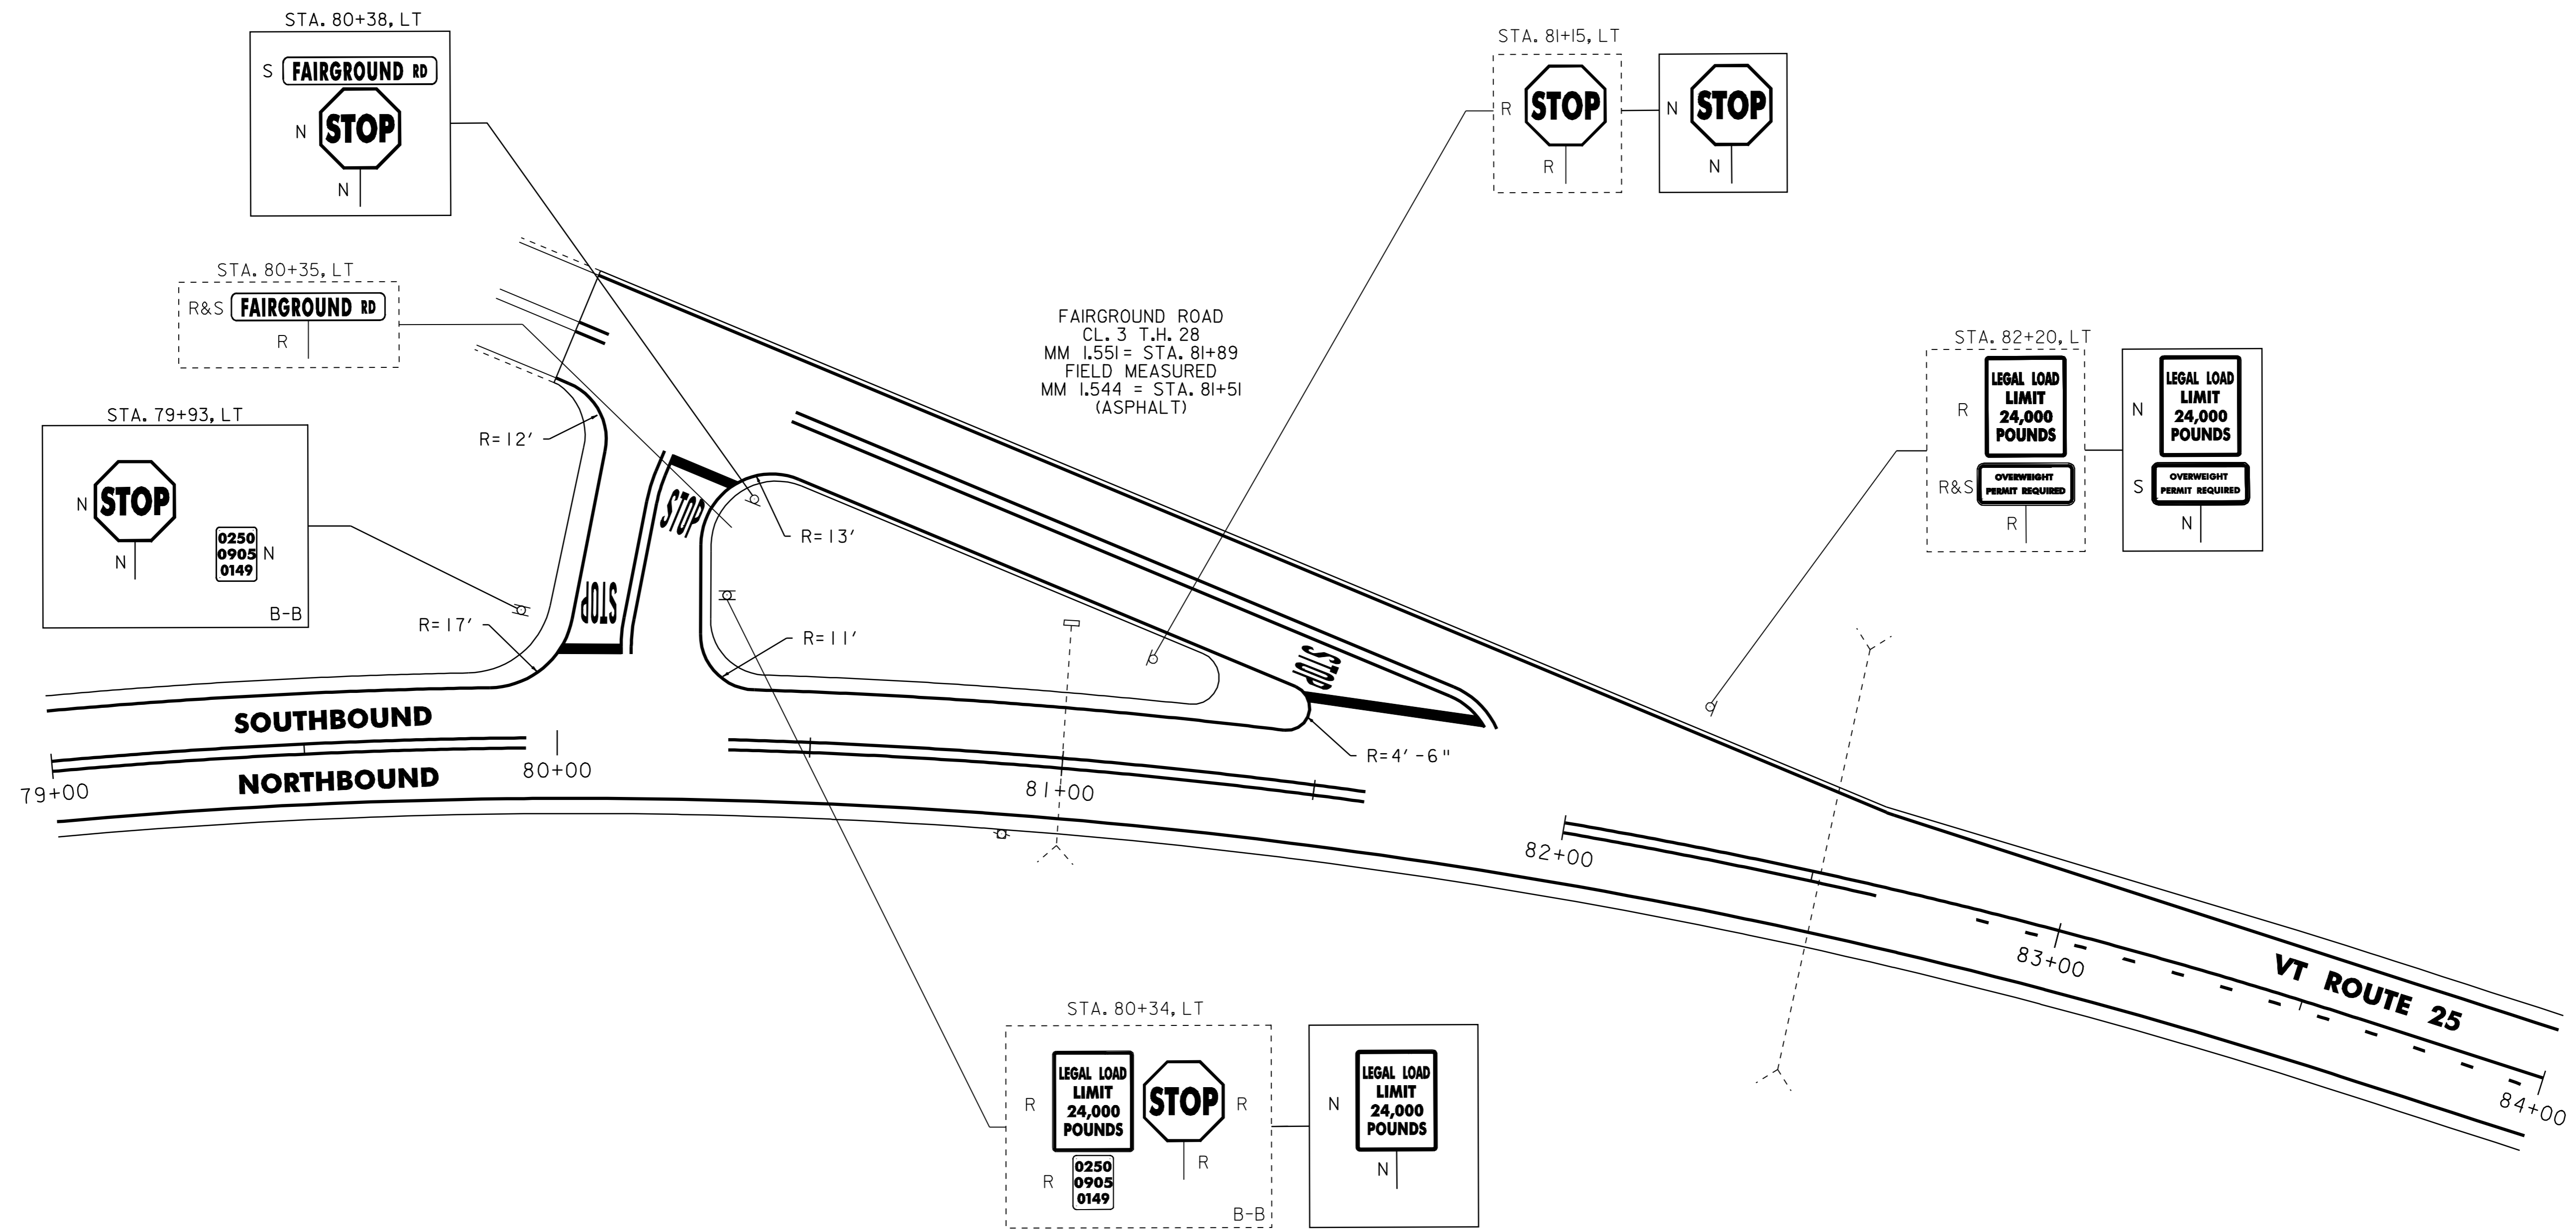 STA. 80+38, LT
S FAIRGROUND RD
N STOP
N
STA. 81+15, LT
R STOP
R
N STOP
N
STA. 80+35, LT
R&S FAIRGROUND RD
R
FAIRGROUND ROAD
CL. 3 T.H. 28
MM 1.551= STA. 81+89
FIELD MEASURED
MM 1.544 = STA. 81+51
(ASPHALT)
STA. 82+20, LT
R
LEGAL LOAD
LIMIT
24,000
POUNDS
R&S
OVERWEIGHT
PERMIT REQUIRED
R
N
LEGAL LOAD
LIMIT
24,000
POUNDS
S
OVERWEIGHT
PERMIT REQUIRED
N
STA. 79+93, LT
N STOP
N
0250
0905 N
0149
B-B
R=12'
STOP
R=13'
STOP
R=17'
R=11'
STOP
R=4'-6"
SOUTHBOUND
NORTHBOUND
79+00
80+00
81+00
82+00
83+00
VT ROUTE 25
84+00
STA. 80+34, LT
R
LEGAL LOAD
LIMIT
24,000
POUNDS
STOP R
R
R
0250
0905
0149
B-B
N
LEGAL LOAD
LIMIT
24,000
POUNDS
N